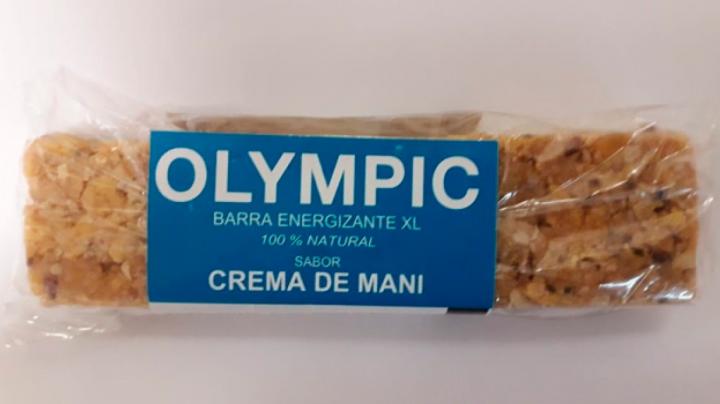 OLYMPIC
BARRA ENERGIZANTE XL
100 % NATURAL
SABOR
CREMA DE MANI